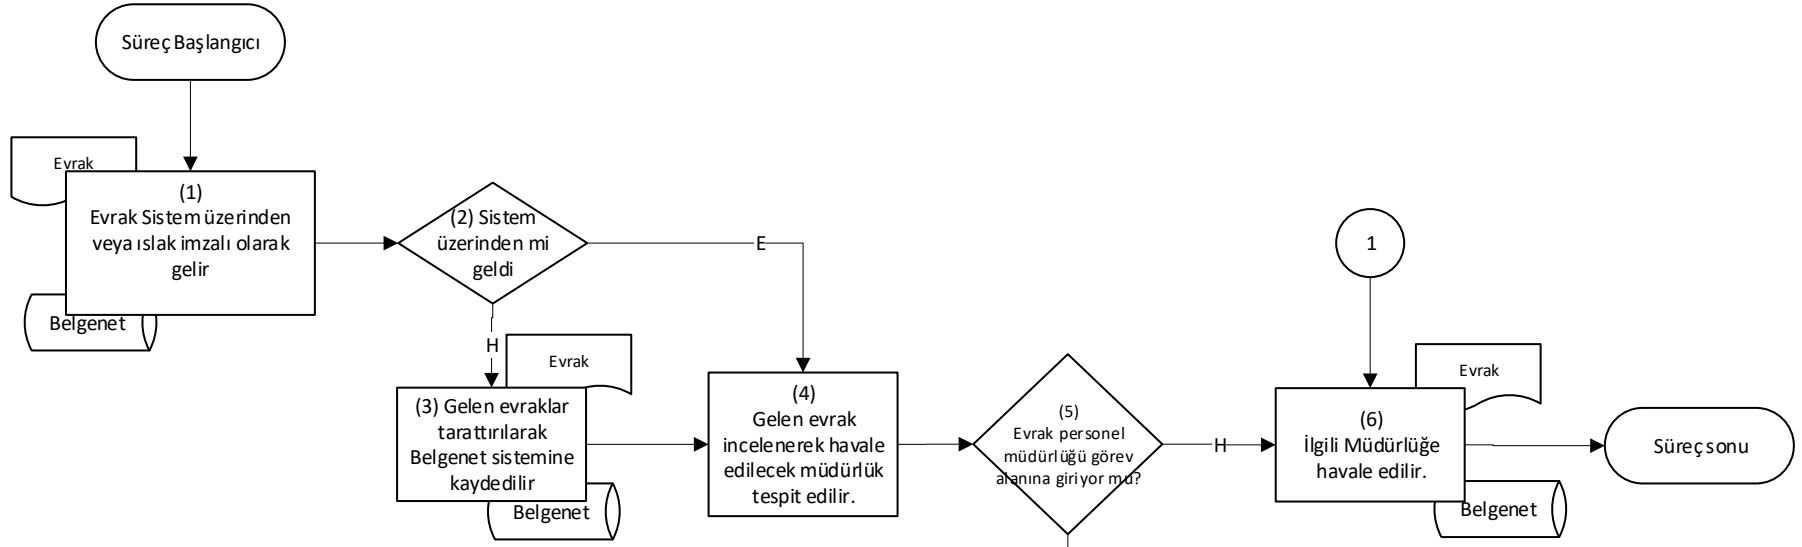 Süreç Başlangıcı
Evrak
(1)
Evrak Sistem üzerinden
veya ıslak imzalı olarak
gelir
Belgenet
(2) Sistem
üzerinden mi
geldi
E
H
Evrak
(3) Gelen evraklar
tarattırılarak
Belgenet sistemine
kaydedilir
Belgenet
(4)
Gelen evrak
incelenerek havale
edilecek müdürlük
tespit edilir.
(5)
Evrak personel
müdürlüğü görev
alanına giriyor mu?
H
1
Evrak
(6)
İlgili Müdürlüğe
havale edilir.
Belgenet
Süreç sonu